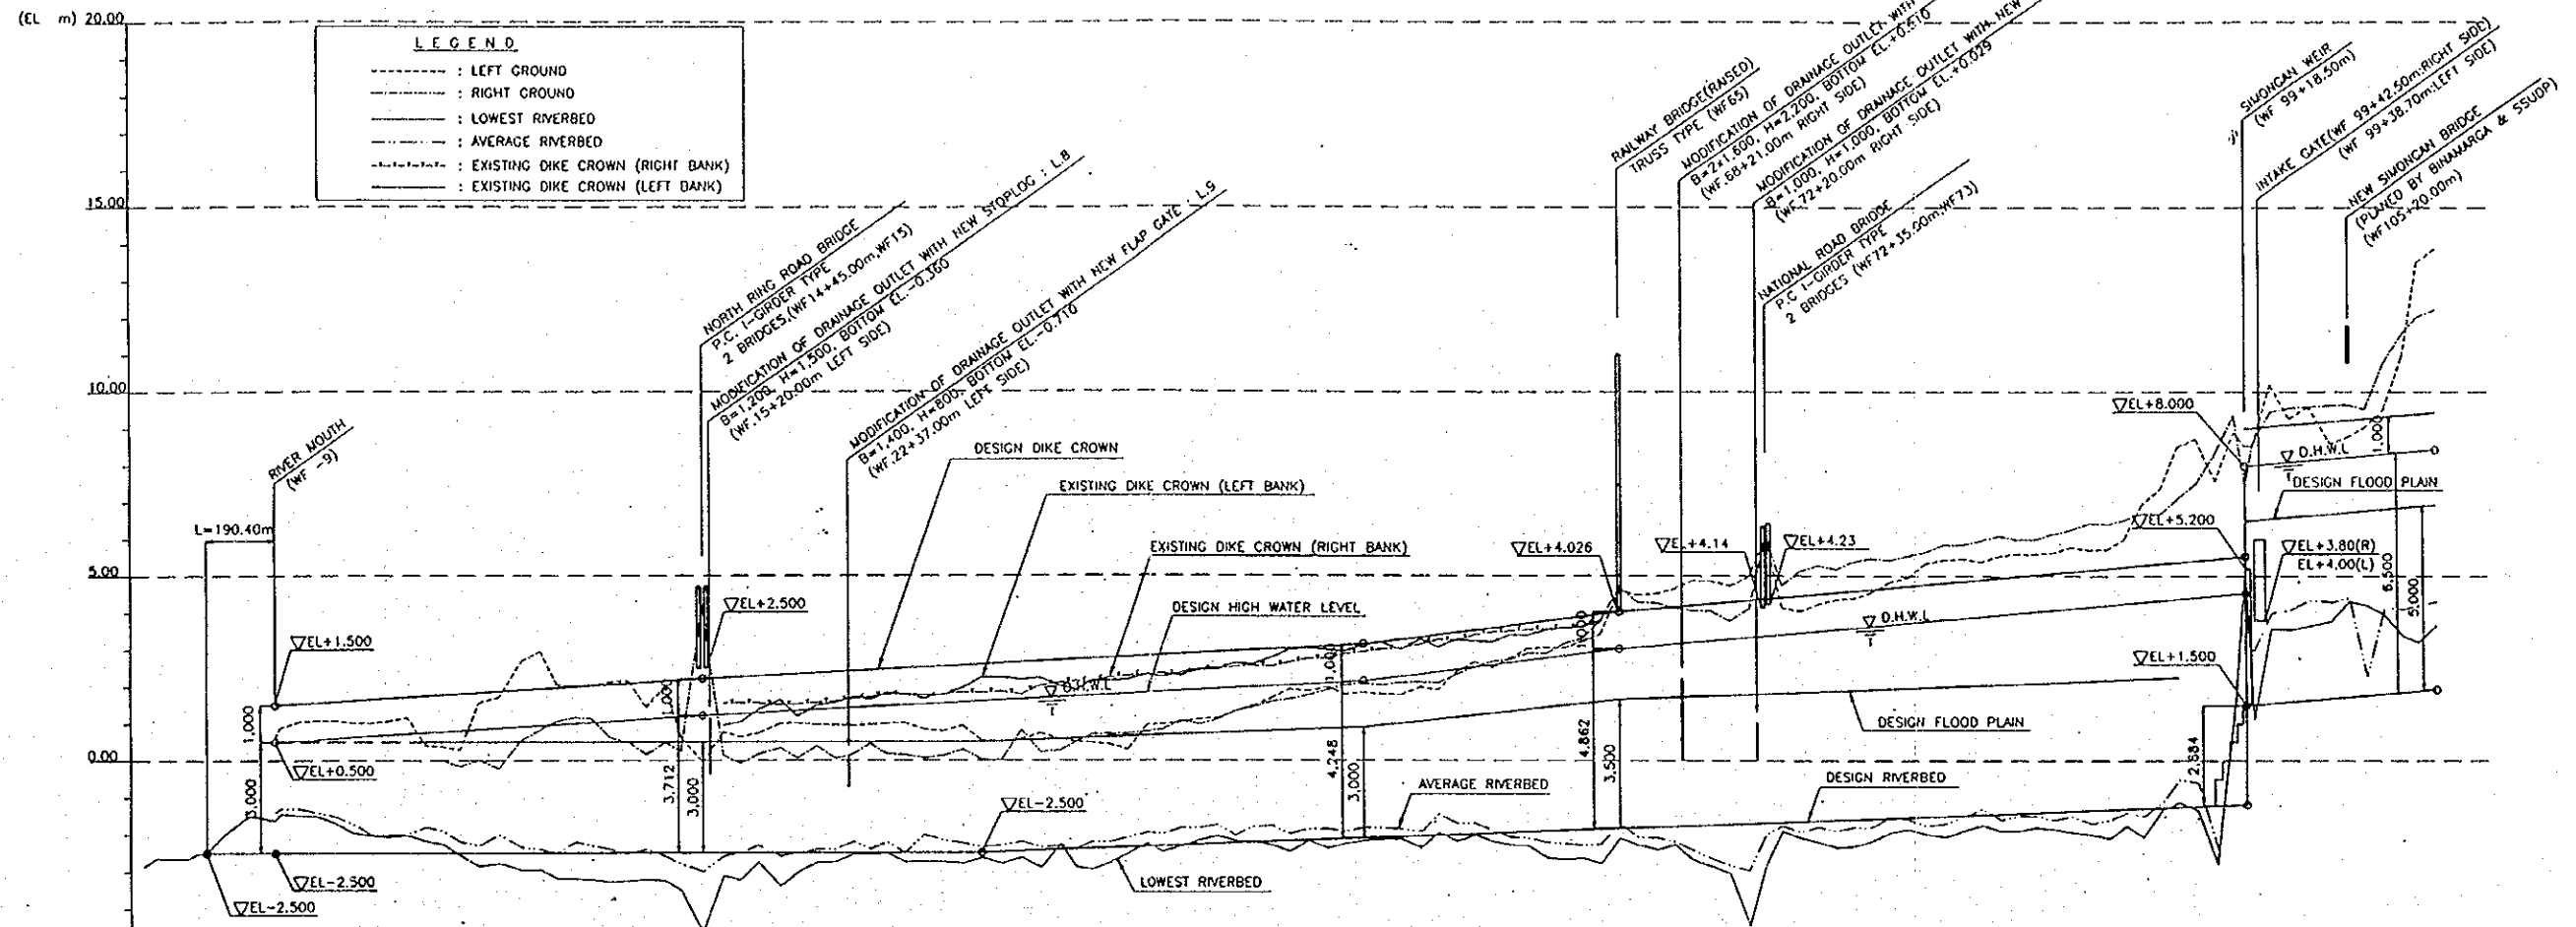 (EL m) 20.00
15.00
10.00
5.00
0.00
LEGEND
: LEFT GROUND
: RIGHT GROUND
: LOWEST RIVERBED
: AVERAGE RIVERBED
: EXISTING DIKE CROWN (RIGHT BANK)
: EXISTING DIKE CROWN (LEFT BANK)
RIVER MOUTH
(WF -9)
L=190.40m
NORTH RING ROAD BRIDGE
P.C. I-GIRDER TYPE
2 BRIDGES,(WF14+45.00m,WF15)
MODIFICATION OF DRAINAGE OUTLET WITH NEW STOPLOG : L.8
B=1,200, H=1,500, BOTTOM EL.-0.360
(WF.15+20.00m LEFT SIDE)
MODIFICATION OF DRAINAGE OUTLET WITH NEW FLAP GATE : L.9
B=1,400, H=800, BOTTOM EL.-0.710
(WF.22+37.00m LEFT SIDE)
RAILWAY BRIDGE(RAISED)
TRUSS TYPE (WF65)
MODIFICATION OF DRAINAGE OUTLET WITH
B=2×1,600, H=2,200, BOTTOM EL.+0.610
(WF.68+21.00m RIGHT SIDE)
MODIFICATION OF DRAINAGE OUTLET WITH NEW
B=1,000, H=1,000, BOTTOM EL.+0.029
(WF.72+20.00m RIGHT SIDE)
NATIONAL ROAD BRIDGE
P.C I-GIRDER TYPE
2 BRIDGES (WF72+35.00m,WF73)
SIMONGAN WEIR
(WF 99+18.50m)
INTAKE GATE(WF 99+42.50m:RIGHT SIDE)
(WF 99+38.70m:LEFT SIDE)
NEW SIMONGAN BRIDGE
(PLANED BY BINAMARGA & SSUDP)
(WF105+20.00m)
DESIGN DIKE CROWN
EXISTING DIKE CROWN (LEFT BANK)
EXISTING DIKE CROWN (RIGHT BANK)
DESIGN HIGH WATER LEVEL
▽EL+1.500
▽EL+0.500
▽EL-2.500
▽EL-2.500
1,000
3,000
▽EL+2.500
1,000
3,712
3,000
▽EL-2.500
D.H.W.L
1,000
4,248
3,000
▽EL+4.026
1,000
4,862
3,500
▽EL+4.14
▽EL+4.23
D.H.W.L
DESIGN FLOOD PLAIN
AVERAGE RIVERBED
DESIGN RIVERBED
LOWEST RIVERBED
▽EL+8.000
▽EL+5.200
▽EL+1.500
2,884
D.H.W.L
1,000
DESIGN FLOOD PLAIN
▽EL+3.80(R)
EL+4.00(L)
6,500
5,000